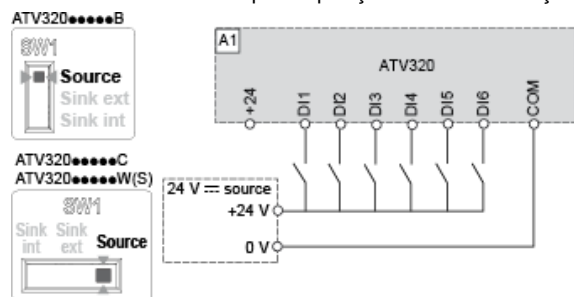 ATV320●●●●●B
SW1
Source
Sink ext
Sink int
ATV320●●●●●C
ATV320●●●●●W(S)
SW1
Sink int
Sink ext
Source
A1
ATV320
+24
DI1
DI2
DI3
DI4
DI5
DI6
COM
24 V ⎓ source
+24 V
0 V